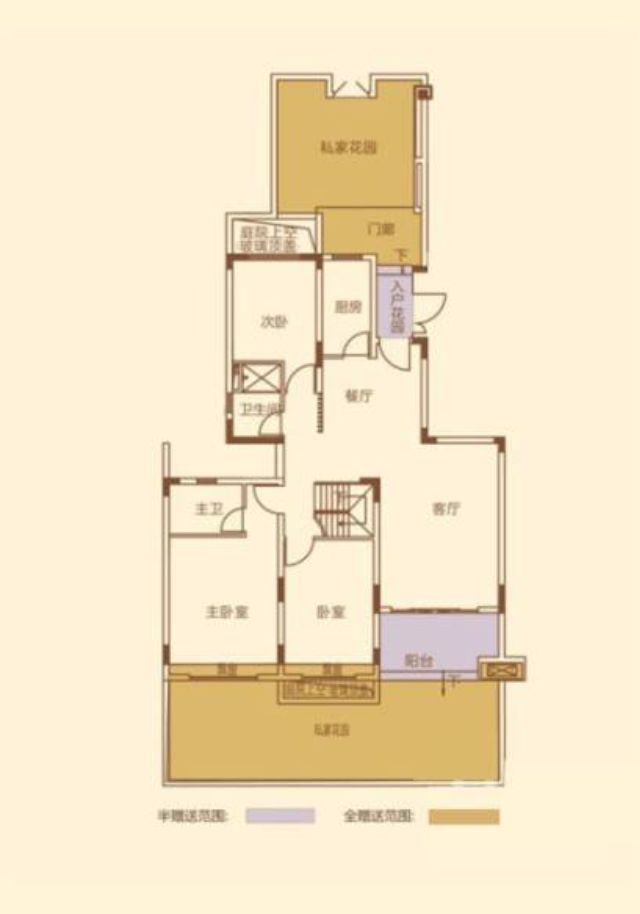 私家花园
门廊
下
庭院上空
玻璃顶盖
入户花园
厨房
次卧
餐厅
卫生间
主卫
客厅
主卧室
卧室
阳台
下
飘窗
飘窗
庭院上空 玻璃顶盖
私家花园
半赠送范围:
全赠送范围: